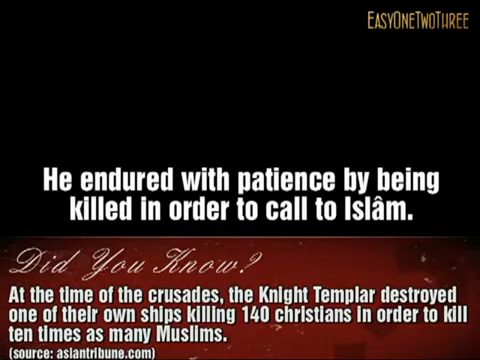 EasyOneTwoThree
He endured with patience by being
killed in order to call to Islâm.
Did You Know?
At the time of the crusades, the Knight Templar destroyed
one of their own ships killing 140 christians in order to kill
ten times as many Muslims.
(source: asiantribune.com)